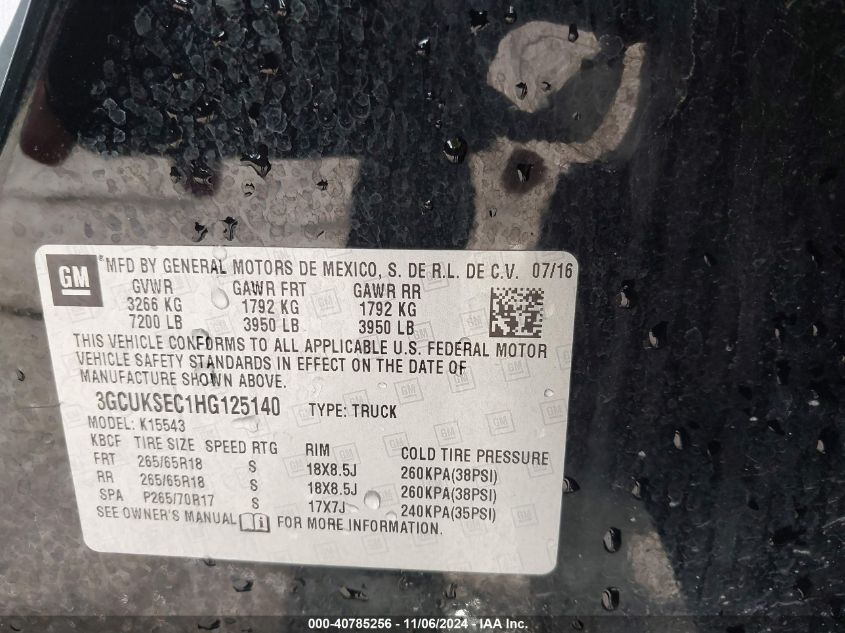 GM ® MFD BY GENERAL MOTORS DE MEXICO, S. DE R.L. DE C.V. 07/16
GVWR GAWR FRT GAWR RR
3266 KG 1792 KG 1792 KG
7200 LB 3950 LB 3950 LB
THIS VEHICLE CONFORMS TO ALL APPLICABLE U.S. FEDERAL MOTOR
VEHICLE SAFETY STANDARDS IN EFFECT ON THE DATE OF
MANUFACTURE SHOWN ABOVE.
3GCUKSEC1HG125140 TYPE: TRUCK
MODEL: K15543
KBCF TIRE SIZE SPEED RTG RIM COLD TIRE PRESSURE
FRT 265/65R18 S 18X8.5J 260KPA(38PSI)
RR 265/65R18 S 18X8.5J 260KPA(38PSI)
SPA P265/70R17 S 17X7J 240KPA(35PSI)
SEE OWNER'S MANUAL FOR MORE INFORMATION.
000-40785256 - 11/06/2024 - IAA Inc.